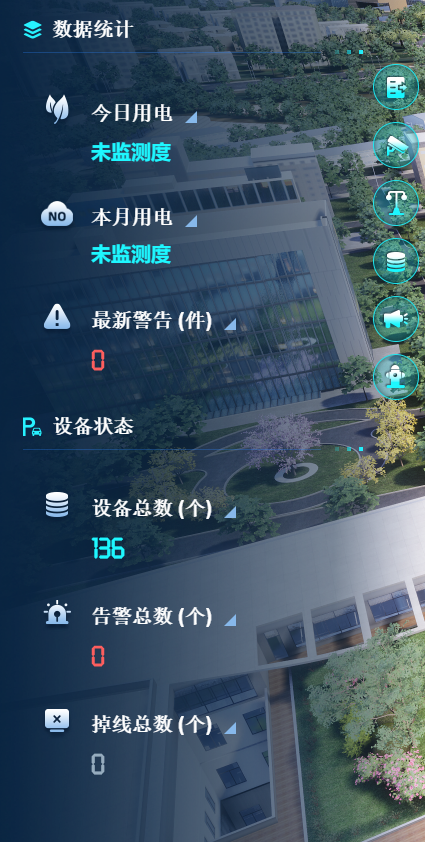 数据统计
今日用电
未监测度
NO
本月用电
未监测度
最新警告 (件)
0
P 设备状态
设备总数 (个)
136
告警总数 (个)
0
掉线总数 (个)
0